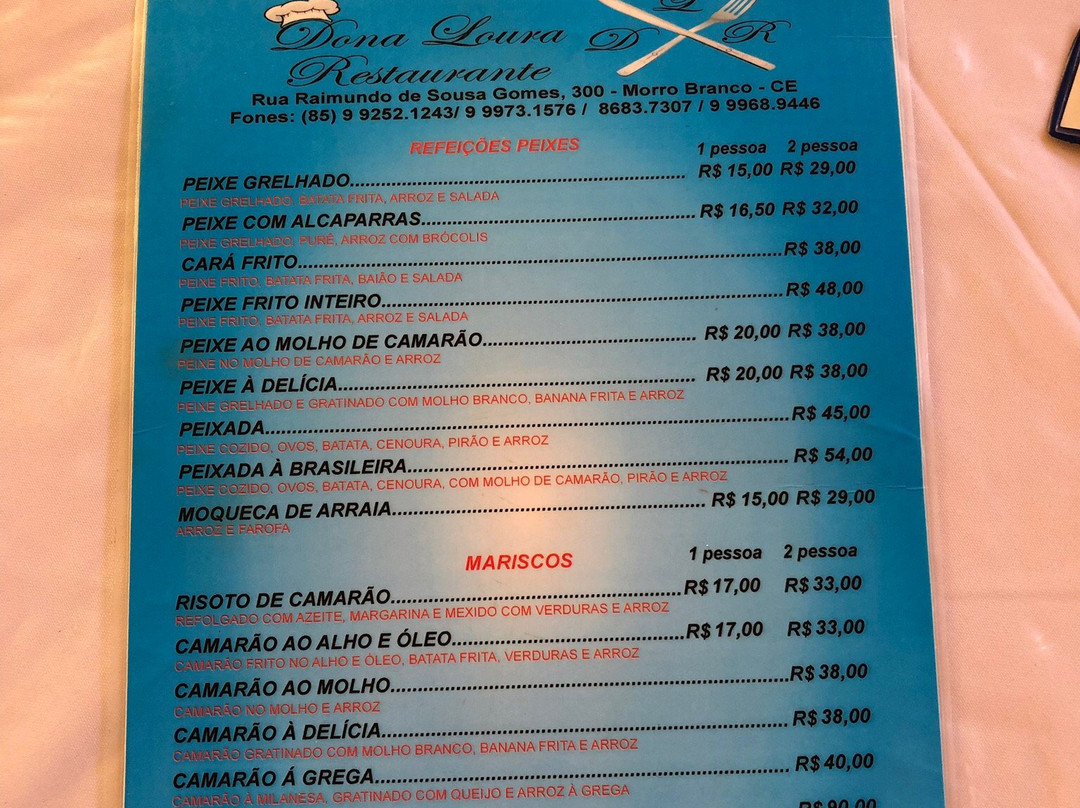 Dona Loura
Restaurante
D L R
Rua Raimundo de Sousa Gomes, 300 - Morro Branco - CE
Fones: (85) 9 9252.1243/ 9 9973.1576 / 8683.7307 / 9 9968.9446
REFEIÇÕES PEIXES 1 pessoa 2 pessoa
PEIXE GRELHADO R$ 15,00 R$ 29,00
PEIXE GRELHADO, BATATA FRITA, ARROZ E SALADA
PEIXE COM ALCAPARRAS R$ 16,50 R$ 32,00
PEIXE GRELHADO, PURÊ, ARROZ COM BRÓCOLIS
CARÁ FRITO R$ 38,00
PEIXE FRITO, BATATA FRITA, BAIÃO E SALADA
PEIXE FRITO INTEIRO R$ 48,00
PEIXE FRITO, BATATA FRITA, ARROZ E SALADA
PEIXE AO MOLHO DE CAMARÃO R$ 20,00 R$ 38,00
PEIXE NO MOLHO DE CAMARÃO E ARROZ
PEIXE À DELÍCIA R$ 20,00 R$ 38,00
PEIXE GRELHADO E GRATINADO COM MOLHO BRANCO, BANANA FRITA E ARROZ
PEIXADA R$ 45,00
PEIXE COZIDO, OVOS, BATATA, CENOURA, PIRÃO E ARROZ
PEIXADA À BRASILEIRA R$ 54,00
PEIXE COZIDO, OVOS, BATATA, CENOURA, COM MOLHO DE CAMARÃO, PIRÃO E ARROZ
MOQUECA DE ARRAIA R$ 15,00 R$ 29,00
ARROZ E FAROFA
MARISCOS 1 pessoa 2 pessoa
RISOTO DE CAMARÃO R$ 17,00 R$ 33,00
REFOLGADO COM AZEITE, MARGARINA E MEXIDO COM VERDURAS E ARROZ
CAMARÃO AO ALHO E ÓLEO R$ 17,00 R$ 33,00
CAMARÃO FRITO NO ALHO E ÓLEO, BATATA FRITA, VERDURAS E ARROZ
CAMARÃO AO MOLHO R$ 38,00
CAMARÃO NO MOLHO E ARROZ
CAMARÃO À DELÍCIA R$ 38,00
CAMARÃO GRATINADO COM MOLHO BRANCO, BANANA FRITA E ARROZ
CAMARÃO Á GREGA R$ 40,00
CAMARÃO À MILANESA, GRATINADO COM QUEIJO E ARROZ À GREGA
R$ 90,00